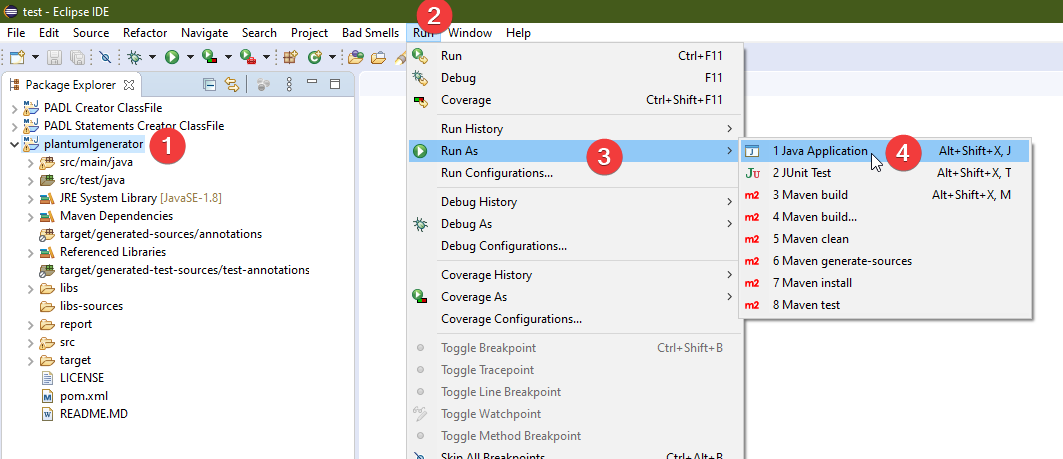 test - Eclipse IDE
File Edit Source Refactor Navigate Search Project Bad Smells Run Window Help
2
Package Explorer
PADL Creator ClassFile
PADL Statements Creator ClassFile
plantumlgenerator
1
src/main/java
src/test/java
JRE System Library [JavaSE-1.8]
Maven Dependencies
target/generated-sources/annotations
Referenced Libraries
target/generated-test-sources/test-annotations
libs
libs-sources
report
src
target
LICENSE
pom.xml
README.MD
Run Ctrl+F11
Debug F11
Coverage Ctrl+Shift+F11
Run History
Run As
3
Run Configurations...
Debug History
Debug As
Debug Configurations...
Coverage History
Coverage As
Coverage Configurations...
Toggle Breakpoint Ctrl+Shift+B
Toggle Tracepoint
Toggle Line Breakpoint
Toggle Watchpoint
Toggle Method Breakpoint
Skip All Breakpoints Ctrl+Alt+B
1 Java Application Alt+Shift+X, J
4
Ju 2 JUnit Test Alt+Shift+X, T
m2 3 Maven build Alt+Shift+X, M
m2 4 Maven build...
m2 5 Maven clean
m2 6 Maven generate-sources
m2 7 Maven install
m2 8 Maven test